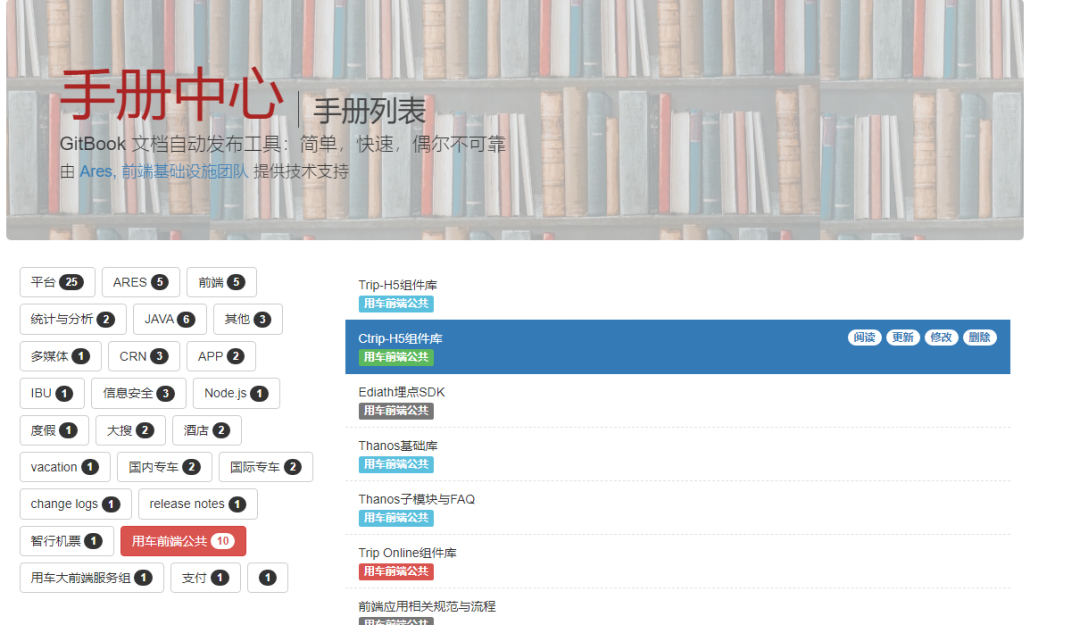 手册中心 | 手册列表
GitBook 文档自动发布工具：简单，快速，偶尔不可靠
由 Ares, 前端基础设施团队 提供技术支持
平台 25 ARES 5 前端 5
统计与分析 2 JAVA 6 其他 3
多媒体 1 CRN 3 APP 2
IBU 1 信息安全 3 Node.js 1
度假 1 大搜 2 酒店 2
vacation 1 国内专车 2 国际专车 2
change logs 1 release notes 1
智行机票 1 用车前端公共 10
用车大前端服务组 1 支付 1 1
Trip-H5组件库
用车前端公共
Ctrip-H5组件库 阅读 更新 修改 删除
用车前端公共
Ediath埋点SDK
用车前端公共
Thanos基础库
用车前端公共
Thanos子模块与FAQ
用车前端公共
Trip Online组件库
用车前端公共
前端应用相关规范与流程
用车前端公共